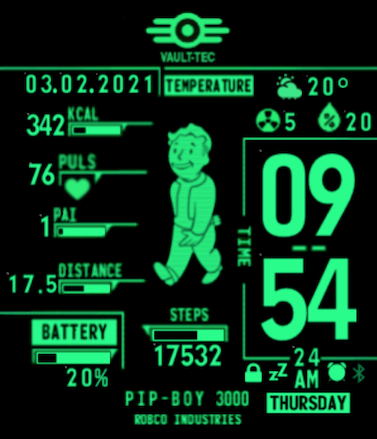 VAULT-TEC
03.02.2021
TEMPERATURE
20°
5
20
KCAL
342
PULS
76
PAI
1
DISTANCE
17.5
TIME
09
54
BATTERY
20%
STEPS
17532
zZ
24
AM
THURSDAY
PIP-BOY 3000
ROBCO INDUSTRIES